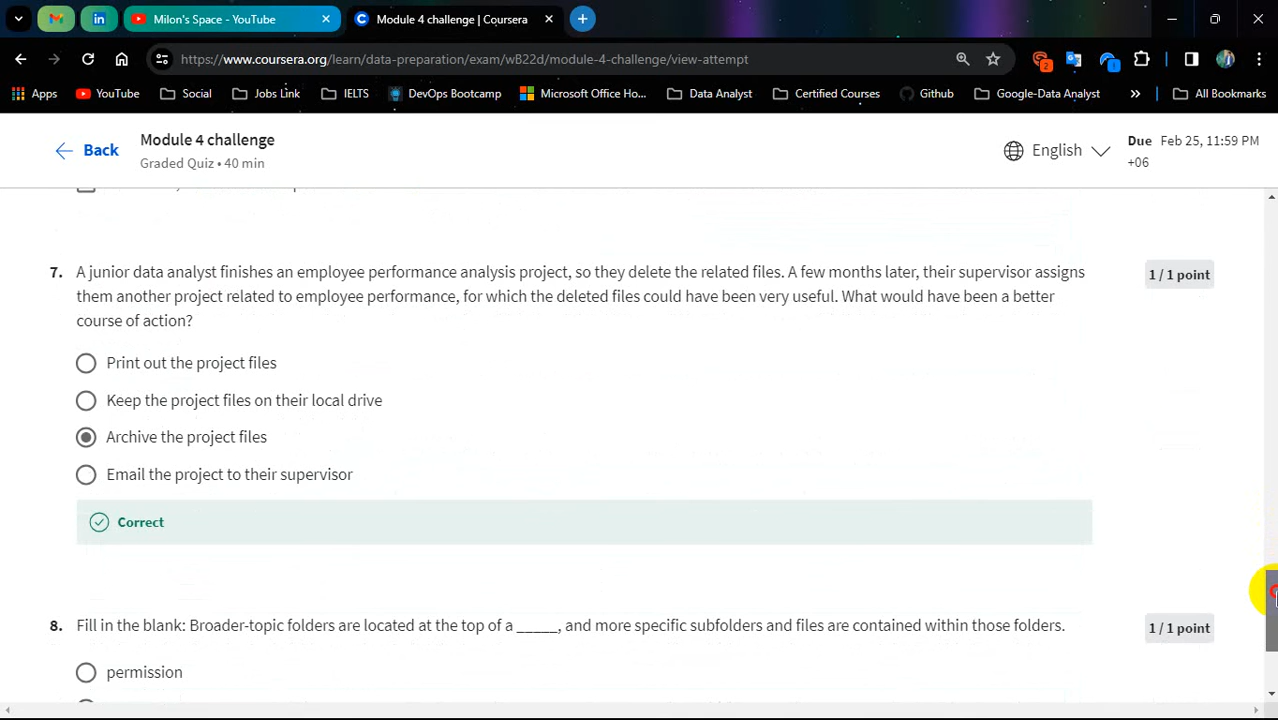 Milon's Space - YouTube
Module 4 challenge | Coursera
https://www.coursera.org/learn/data-preparation/exam/wB22d/module-4-challenge/view-attempt
Apps
YouTube
Social
Jobs Link
IELTS
DevOps Bootcamp
Microsoft Office Ho...
Data Analyst
Certified Courses
Github
Google-Data Analyst
All Bookmarks
Back
Module 4 challenge
Graded Quiz • 40 min
English
Due Feb 25, 11:59 PM
+06
7. A junior data analyst finishes an employee performance analysis project, so they delete the related files. A few months later, their supervisor assigns
them another project related to employee performance, for which the deleted files could have been very useful. What would have been a better
course of action?
1 / 1 point
Print out the project files
Keep the project files on their local drive
Archive the project files
Email the project to their supervisor
Correct
8. Fill in the blank: Broader-topic folders are located at the top of a _____, and more specific subfolders and files are contained within those folders.
1 / 1 point
permission